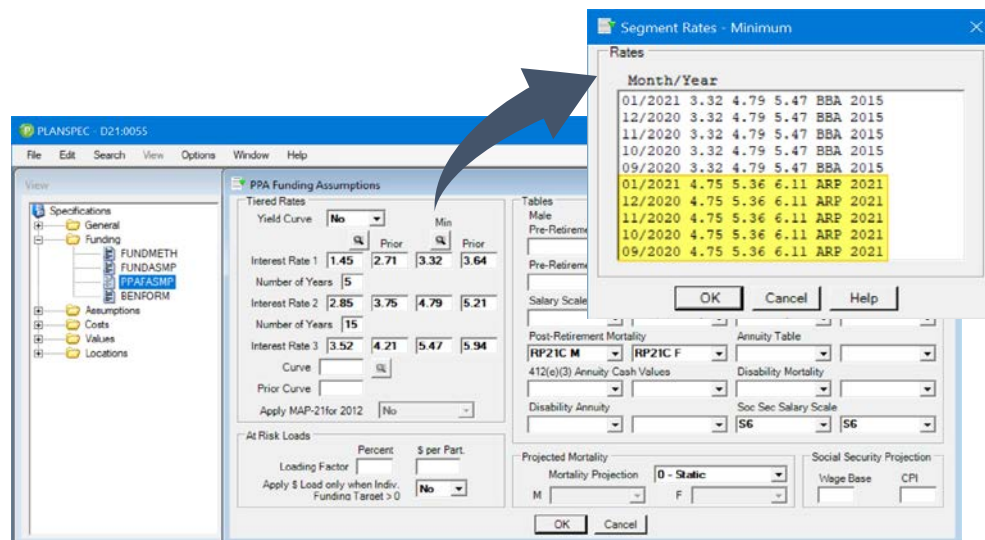 Segment Rates - Minimum
Rates
Month/Year
01/2021 3.32 4.79 5.47 BBA 2015
12/2020 3.32 4.79 5.47 BBA 2015
11/2020 3.32 4.79 5.47 BBA 2015
10/2020 3.32 4.79 5.47 BBA 2015
09/2020 3.32 4.79 5.47 BBA 2015
01/2021 4.75 5.36 6.11 ARP 2021
12/2020 4.75 5.36 6.11 ARP 2021
11/2020 4.75 5.36 6.11 ARP 2021
10/2020 4.75 5.36 6.11 ARP 2021
09/2020 4.75 5.36 6.11 ARP 2021
OK Cancel Help
PLANSPEC - D21:0055
File Edit Search View Options Window Help
View
Specifications
General
Funding
FUNDMETH
FUNDASMP
PPAFASMP
BENFORM
Assumptions
Costs
Values
Locations
PPA Funding Assumptions
Tiered Rates
Yield Curve No Min
Prior Prior
Interest Rate 1 1.45 2.71 3.32 3.64
Number of Years 5
Interest Rate 2 2.85 3.75 4.79 5.21
Number of Years 15
Interest Rate 3 3.52 4.21 5.47 5.94
Curve
Prior Curve
Apply MAP-21for 2012 No
At Risk Loads
Percent $ per Part.
Loading Factor
Apply $ Load only when Indiv. Funding Target > 0 No
Tables
Male
Pre-Retireme
Pre-Retireme
Salary Scale
Post-Retirement Mortality Annuity Table
RP21C M RP21C F
412(e)(3) Annuity Cash Values Disability Mortality
Disability Annuity Soc Sec Salary Scale
S6 S6
Projected Mortality
Mortality Projection 0 - Static
M F
Social Security Projection
Wage Base CPI
OK Cancel